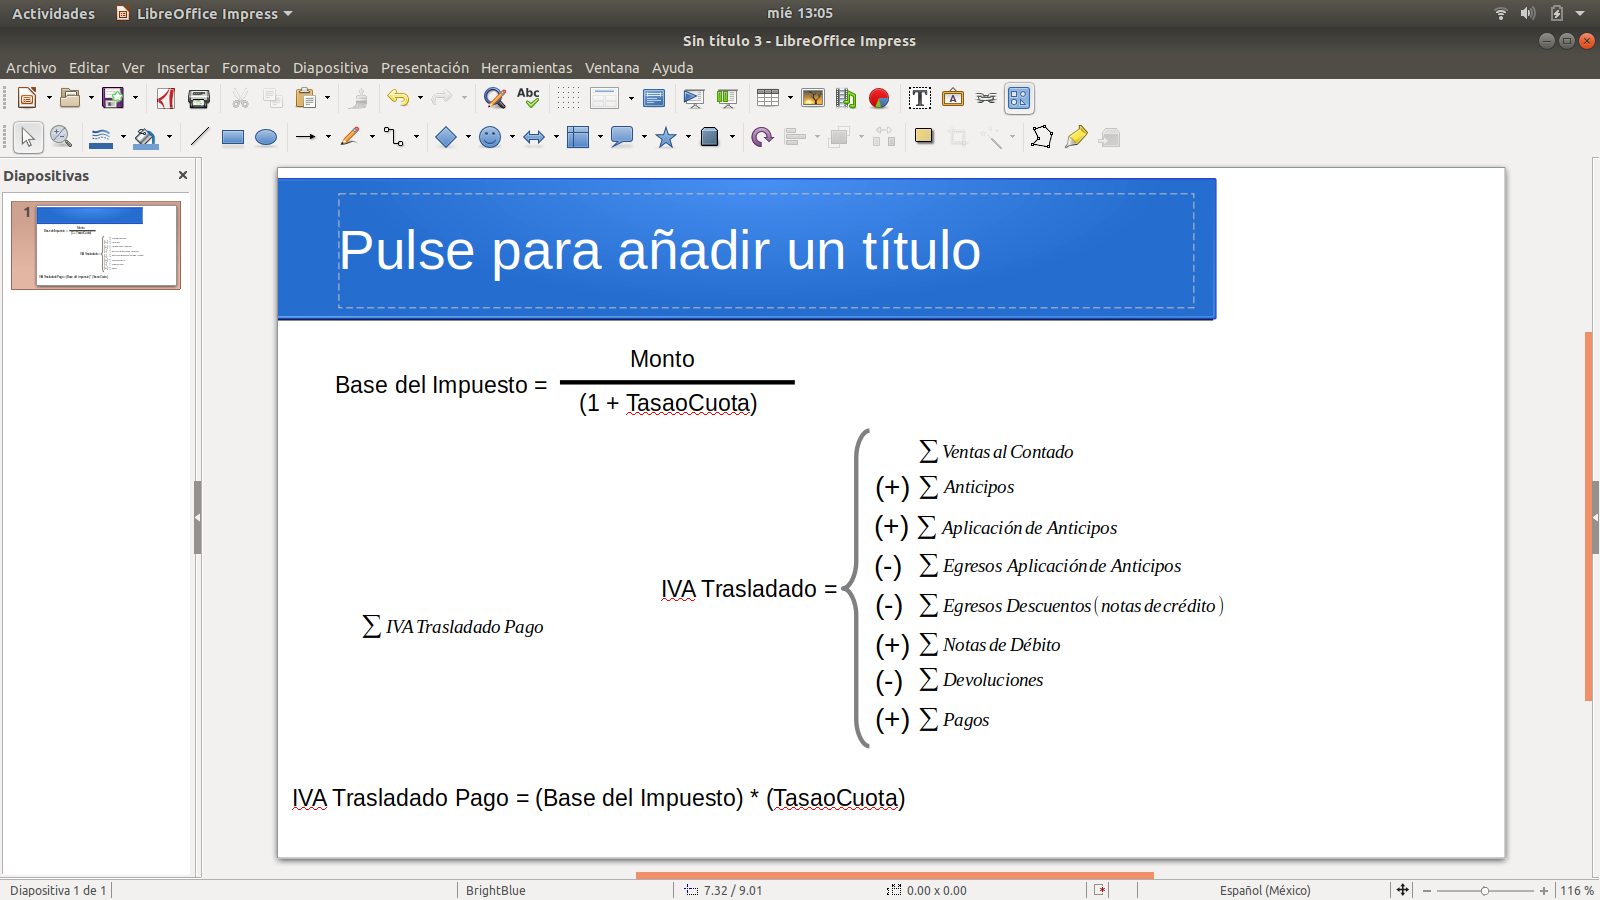 Actividades LibreOffice Impress mié 13:05
Sin título 3 - LibreOffice Impress
Archivo Editar Ver Insertar Formato Diapositiva Presentación Herramientas Ventana Ayuda
Abc
T
A
Diapositivas
1
Pulse para añadir un título
Monto
Base del Impuesto =
(1 + TasaoCuota)
∑ Ventas al Contado
(+) ∑ Anticipos
(+) ∑ Aplicación de Anticipos
(-) ∑ Egresos Aplicación de Anticipos
IVA Trasladado =
(-) ∑ Egresos Descuentos (notas de crédito)
∑ IVA Trasladado Pago
(+) ∑ Notas de Débito
(-) ∑ Devoluciones
(+) ∑ Pagos
IVA Trasladado Pago = (Base del Impuesto) * (TasaoCuota)
Diapositiva 1 de 1 BrightBlue 7.32 / 9.01 0.00 x 0.00 Español (México) 116 %